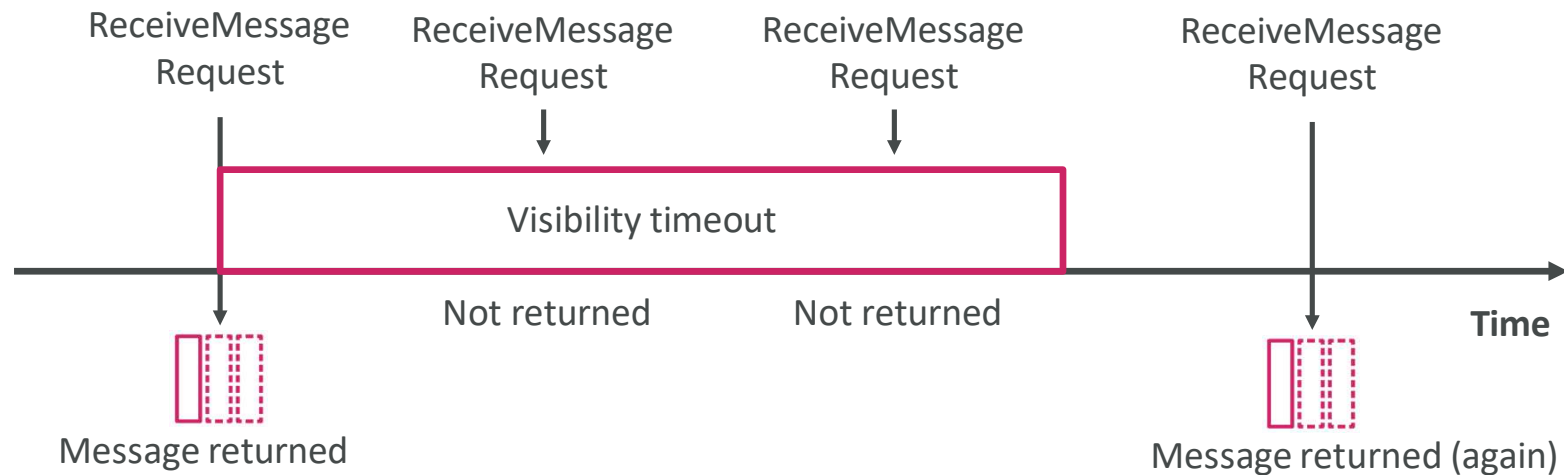 ReceiveMessage
Request
ReceiveMessage
Request
ReceiveMessage
Request
ReceiveMessage
Request
Visibility timeout
Not returned
Not returned
Time
Message returned
Message returned (again)